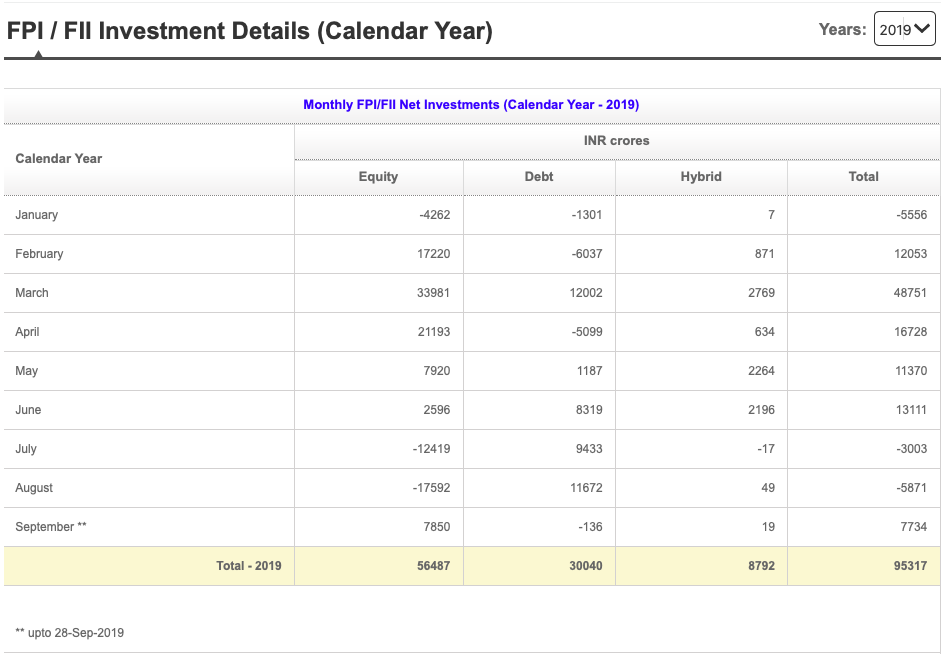 FPI / FII Investment Details (Calendar Year) Years: 2019
Monthly FPI/FII Net Investments (Calendar Year - 2019)
Calendar Year INR crores
Equity Debt Hybrid Total
January -4262 -1301 7 -5556
February 17220 -6037 871 12053
March 33981 12002 2769 48751
April 21193 -5099 634 16728
May 7920 1187 2264 11370
June 2596 8319 2196 13111
July -12419 9433 -17 -3003
August -17592 11672 49 -5871
September ** 7850 -136 19 7734
Total - 2019 56487 30040 8792 95317
** upto 28-Sep-2019